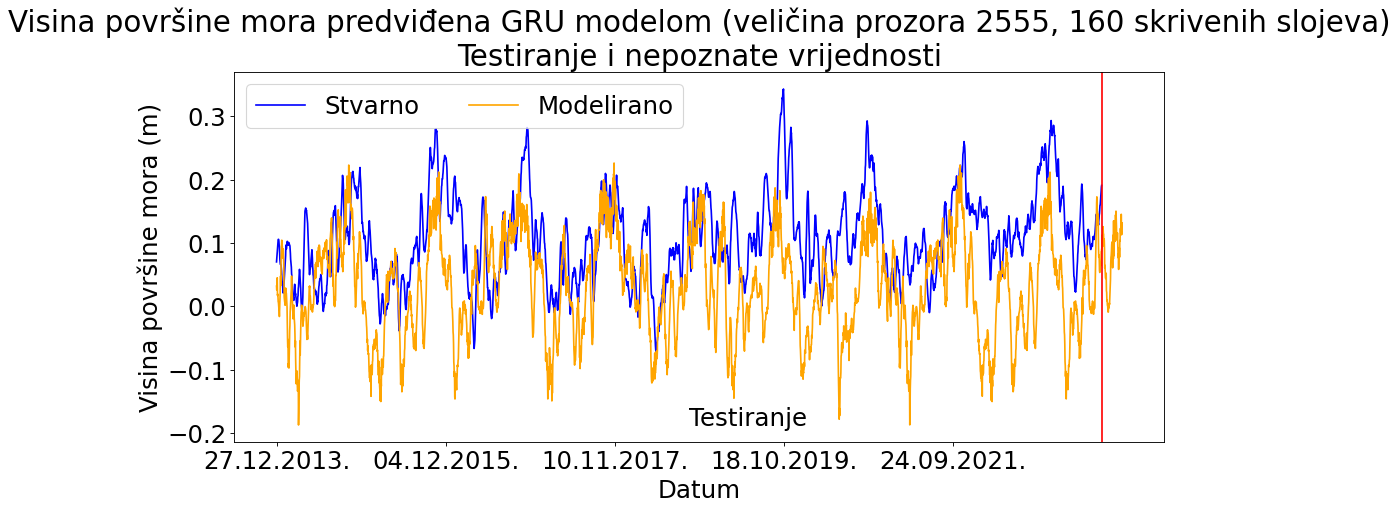 Visina površine mora predviđena GRU modelom (veličina prozora 2555, 160 skrivenih slojeva)
Testiranje i nepoznate vrijednosti
Stvarno Modelirano
Visina površine mora (m)
0.3
0.2
0.1
0.0
−0.1
−0.2
Testiranje
27.12.2013. 04.12.2015. 10.11.2017. 18.10.2019. 24.09.2021.
Datum